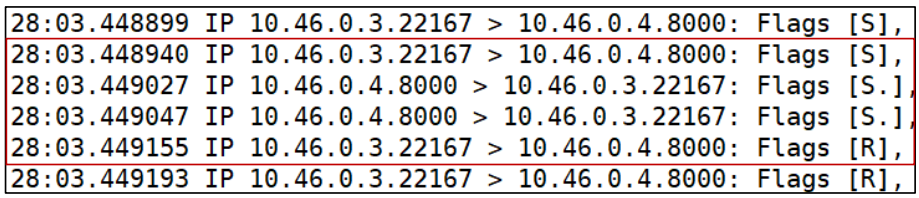 28:03.448899 IP 10.46.0.3.22167 > 10.46.0.4.8000: Flags [S],
28:03.448940 IP 10.46.0.3.22167 > 10.46.0.4.8000: Flags [S],
28:03.449027 IP 10.46.0.4.8000 > 10.46.0.3.22167: Flags [S.],
28:03.449047 IP 10.46.0.4.8000 > 10.46.0.3.22167: Flags [S.],
28:03.449155 IP 10.46.0.3.22167 > 10.46.0.4.8000: Flags [R],
28:03.449193 IP 10.46.0.3.22167 > 10.46.0.4.8000: Flags [R],